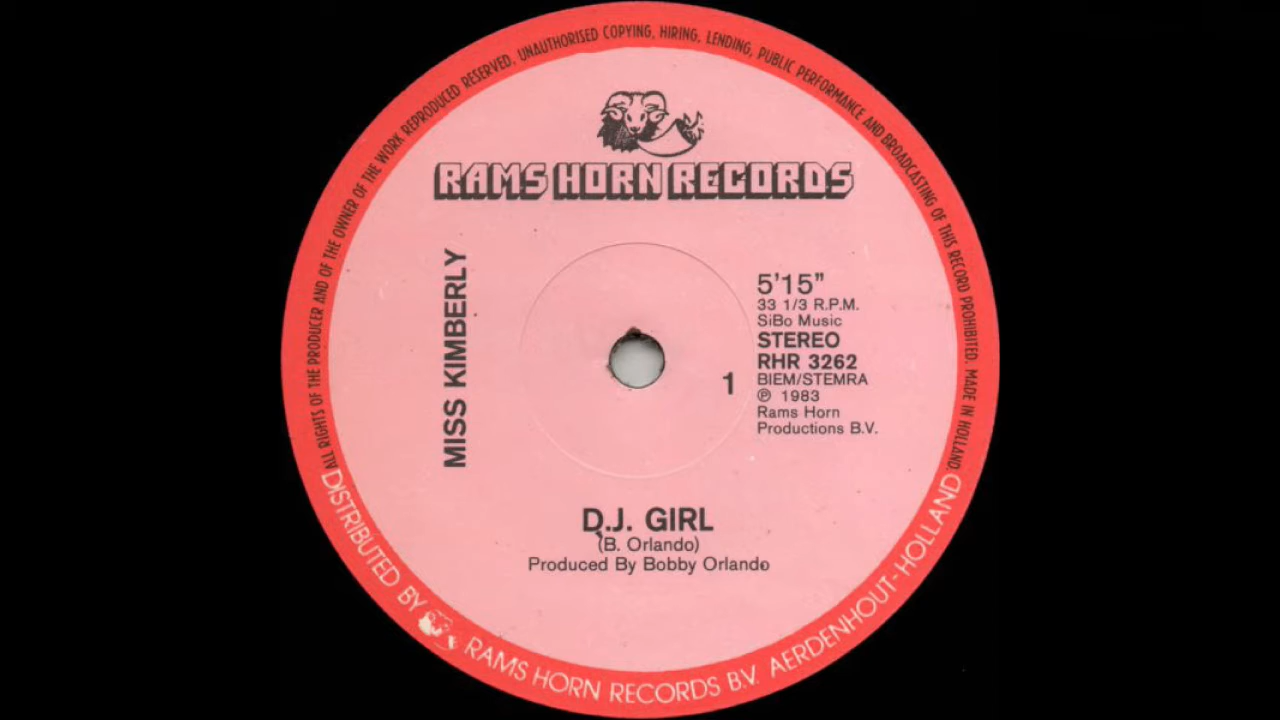 ALL RIGHTS OF THE PRODUCER AND OF THE OWNER OF THE WORK REPRODUCED RESERVED, UNAUTHORISED COPYING, HIRING, LENDING, PUBLIC PERFORMANCE AND BROADCASTING OF THIS RECORD PROHIBITED. MADE IN HOLLAND.
RAMS HORN RECORDS
MISS KIMBERLY
5'15"
33 1/3 R.P.M.
SiBo Music
STEREO
RHR 3262
BIEM/STEMRA
℗ 1983
Rams Horn
Productions B.V.
1
D.J. GIRL
(B. Orlando)
Produced By Bobby Orlando
DISTRIBUTED BY RAMS HORN RECORDS B.V. AERDENHOUT-HOLLAND